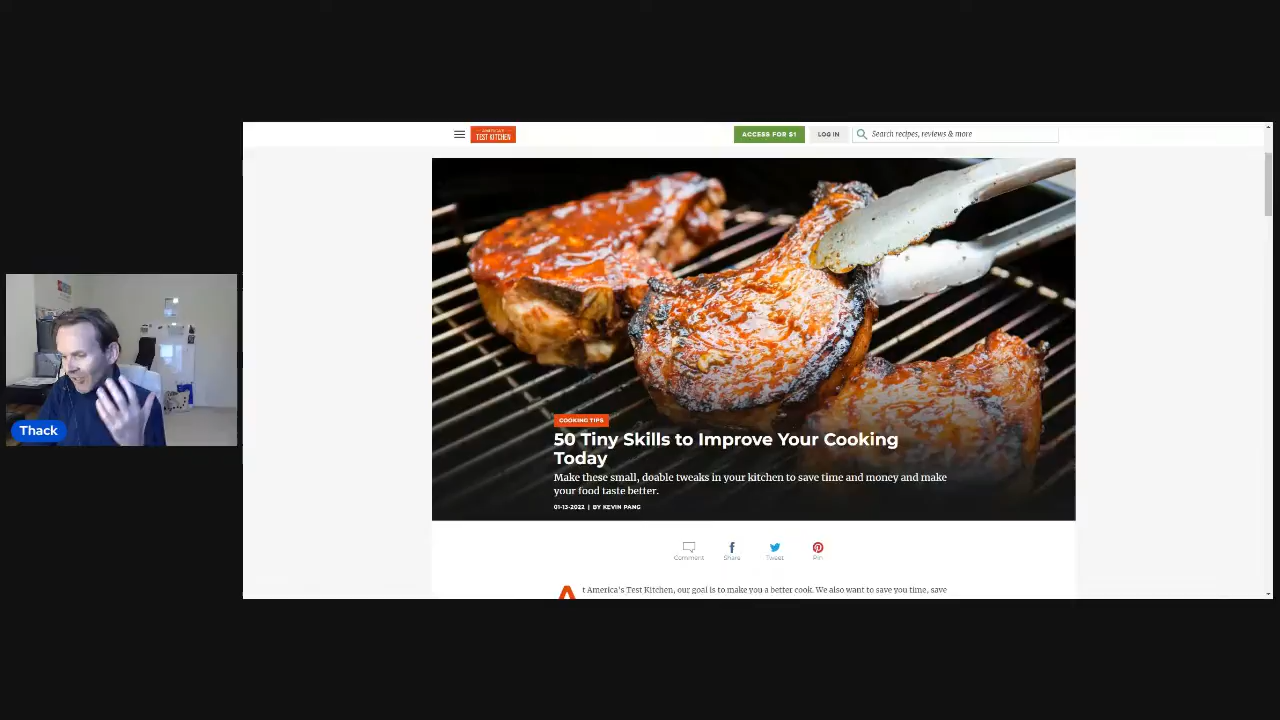 AMERICA'S
TEST KITCHEN
ACCESS FOR $1
LOG IN
Search recipes, reviews & more
COOKING TIPS
50 Tiny Skills to Improve Your Cooking
Today
Make these small, doable tweaks in your kitchen to save time and money and make
your food taste better.
01-13-2022 | BY KEVIN PANG
Comment
Share
Tweet
Pin
At America's Test Kitchen, our goal is to make you a better cook. We also want to save you time, save
Thack